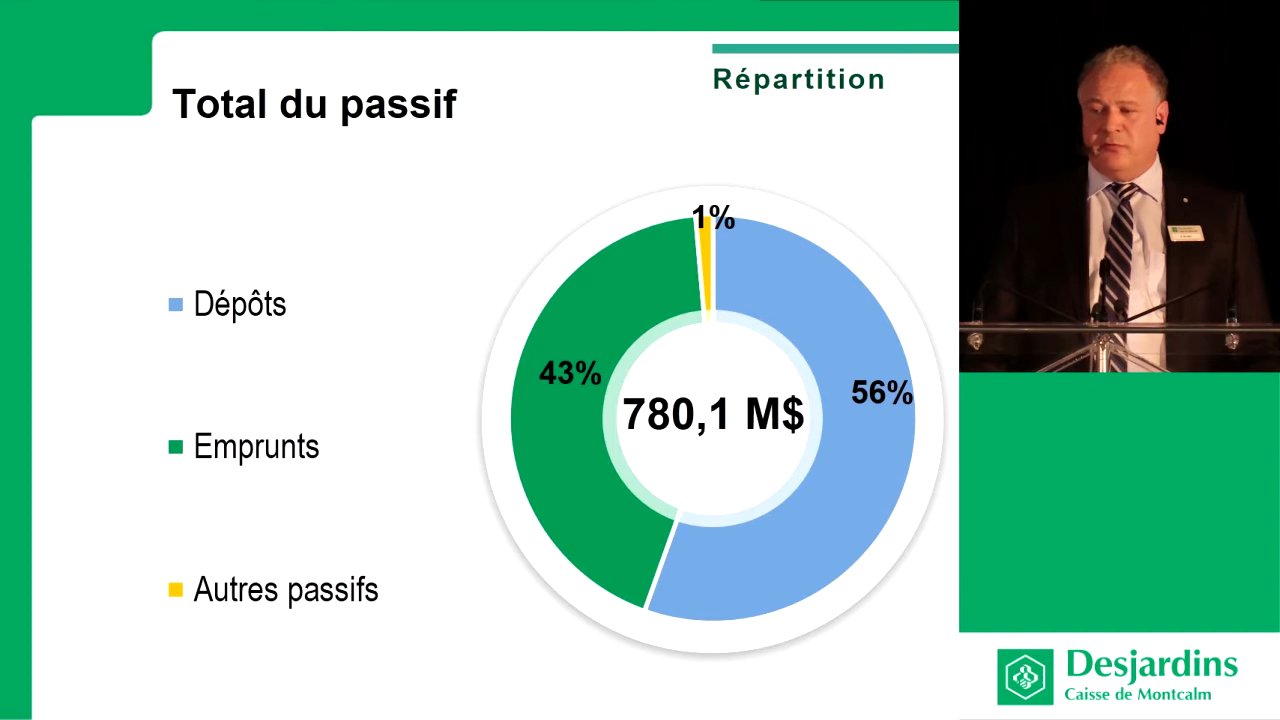 Répartition
Total du passif
1%
Dépôts
43%
56%
780,1 M$
Emprunts
Autres passifs
Desjardins
Caisse de Montcalm